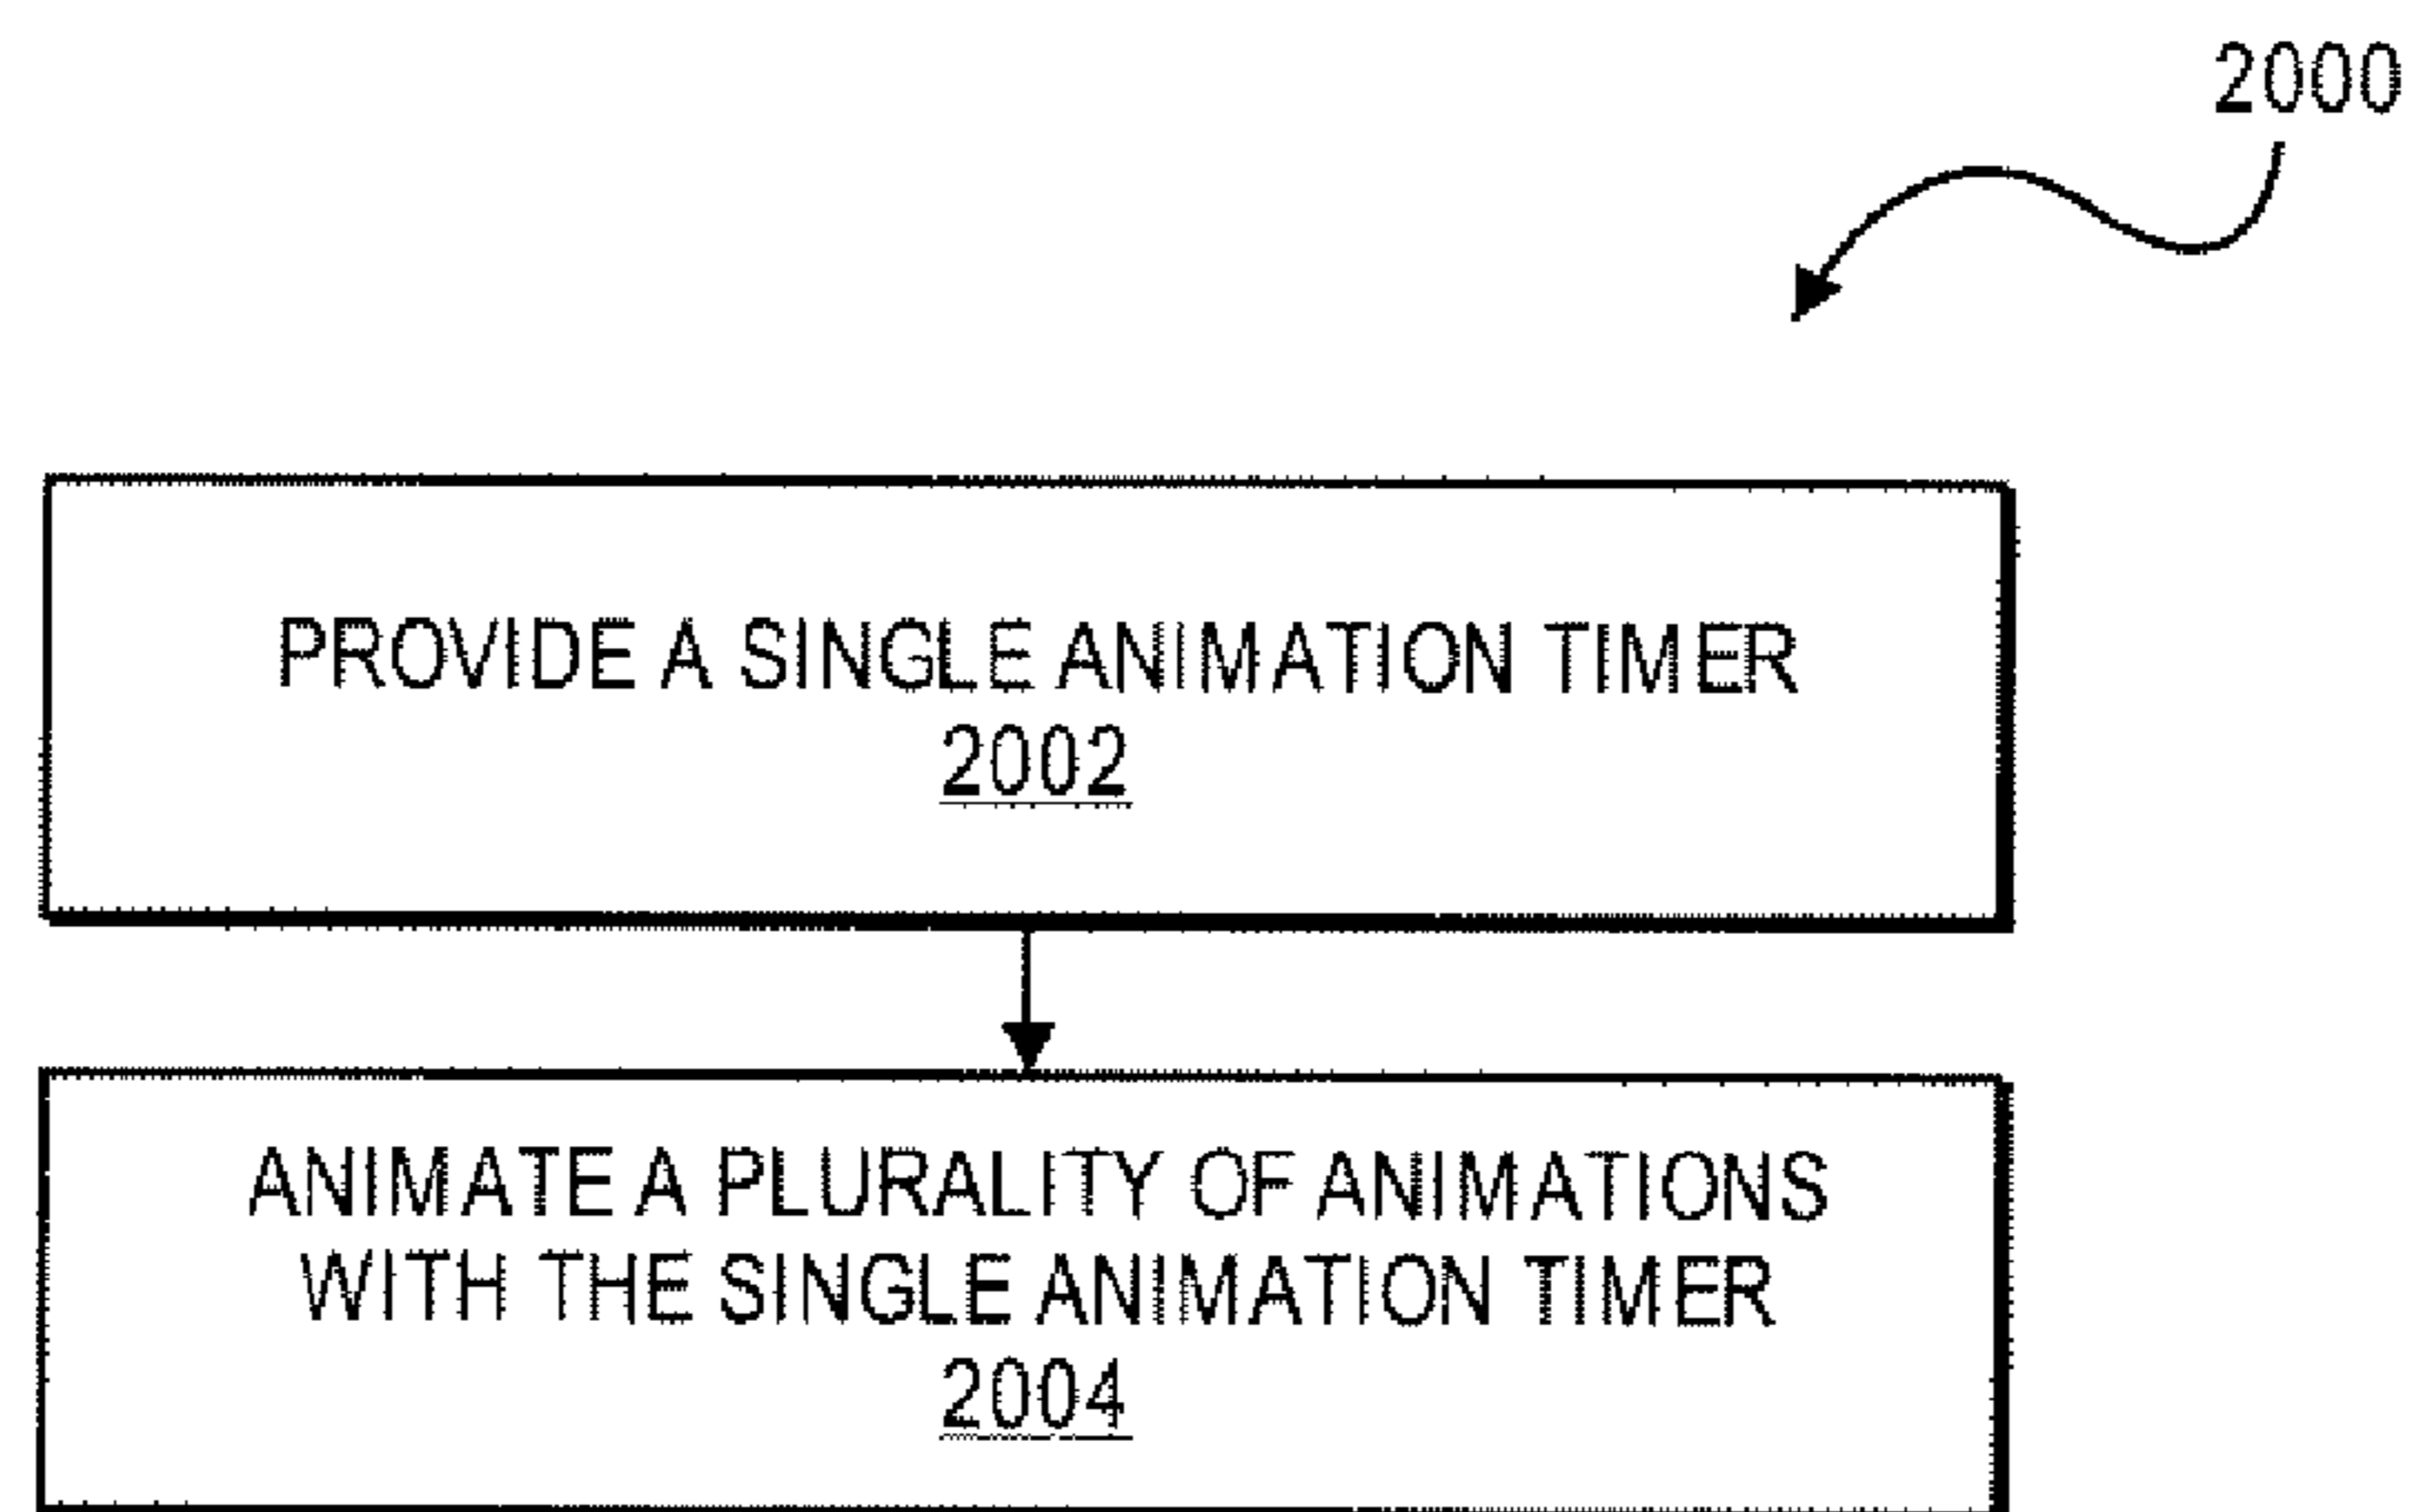 2000
PROVIDE A SINGLE ANIMATION TIMER
2002
ANIMATE A PLURALITY OF ANIMATIONS
WITH THE SINGLE ANIMATION TIMER
2004